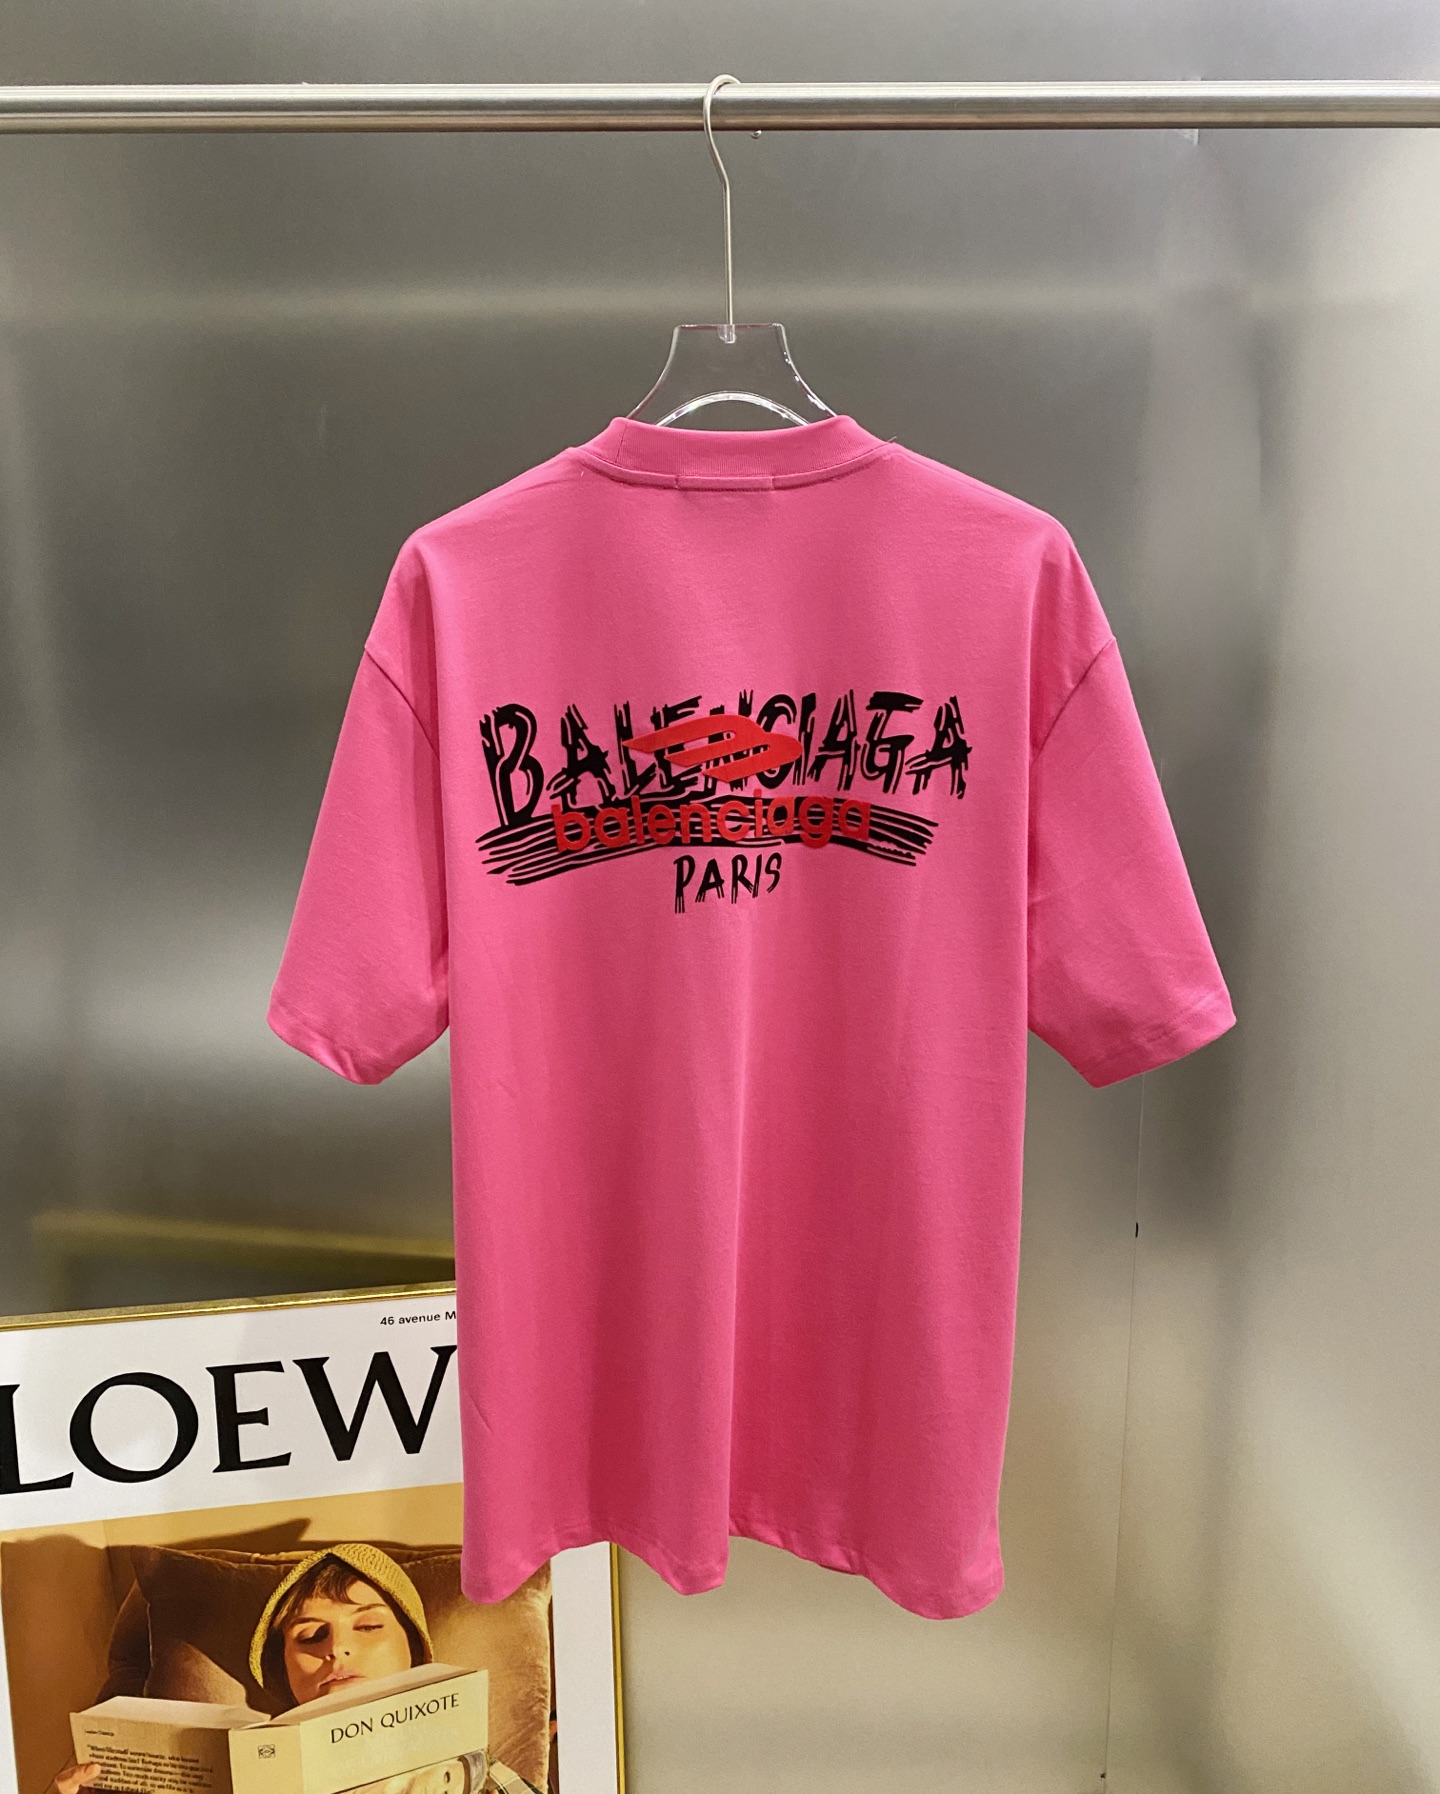 BALENCIAGA
balenciaga
PARIS
46 avenue M
LOEW
DON QUIXOTE